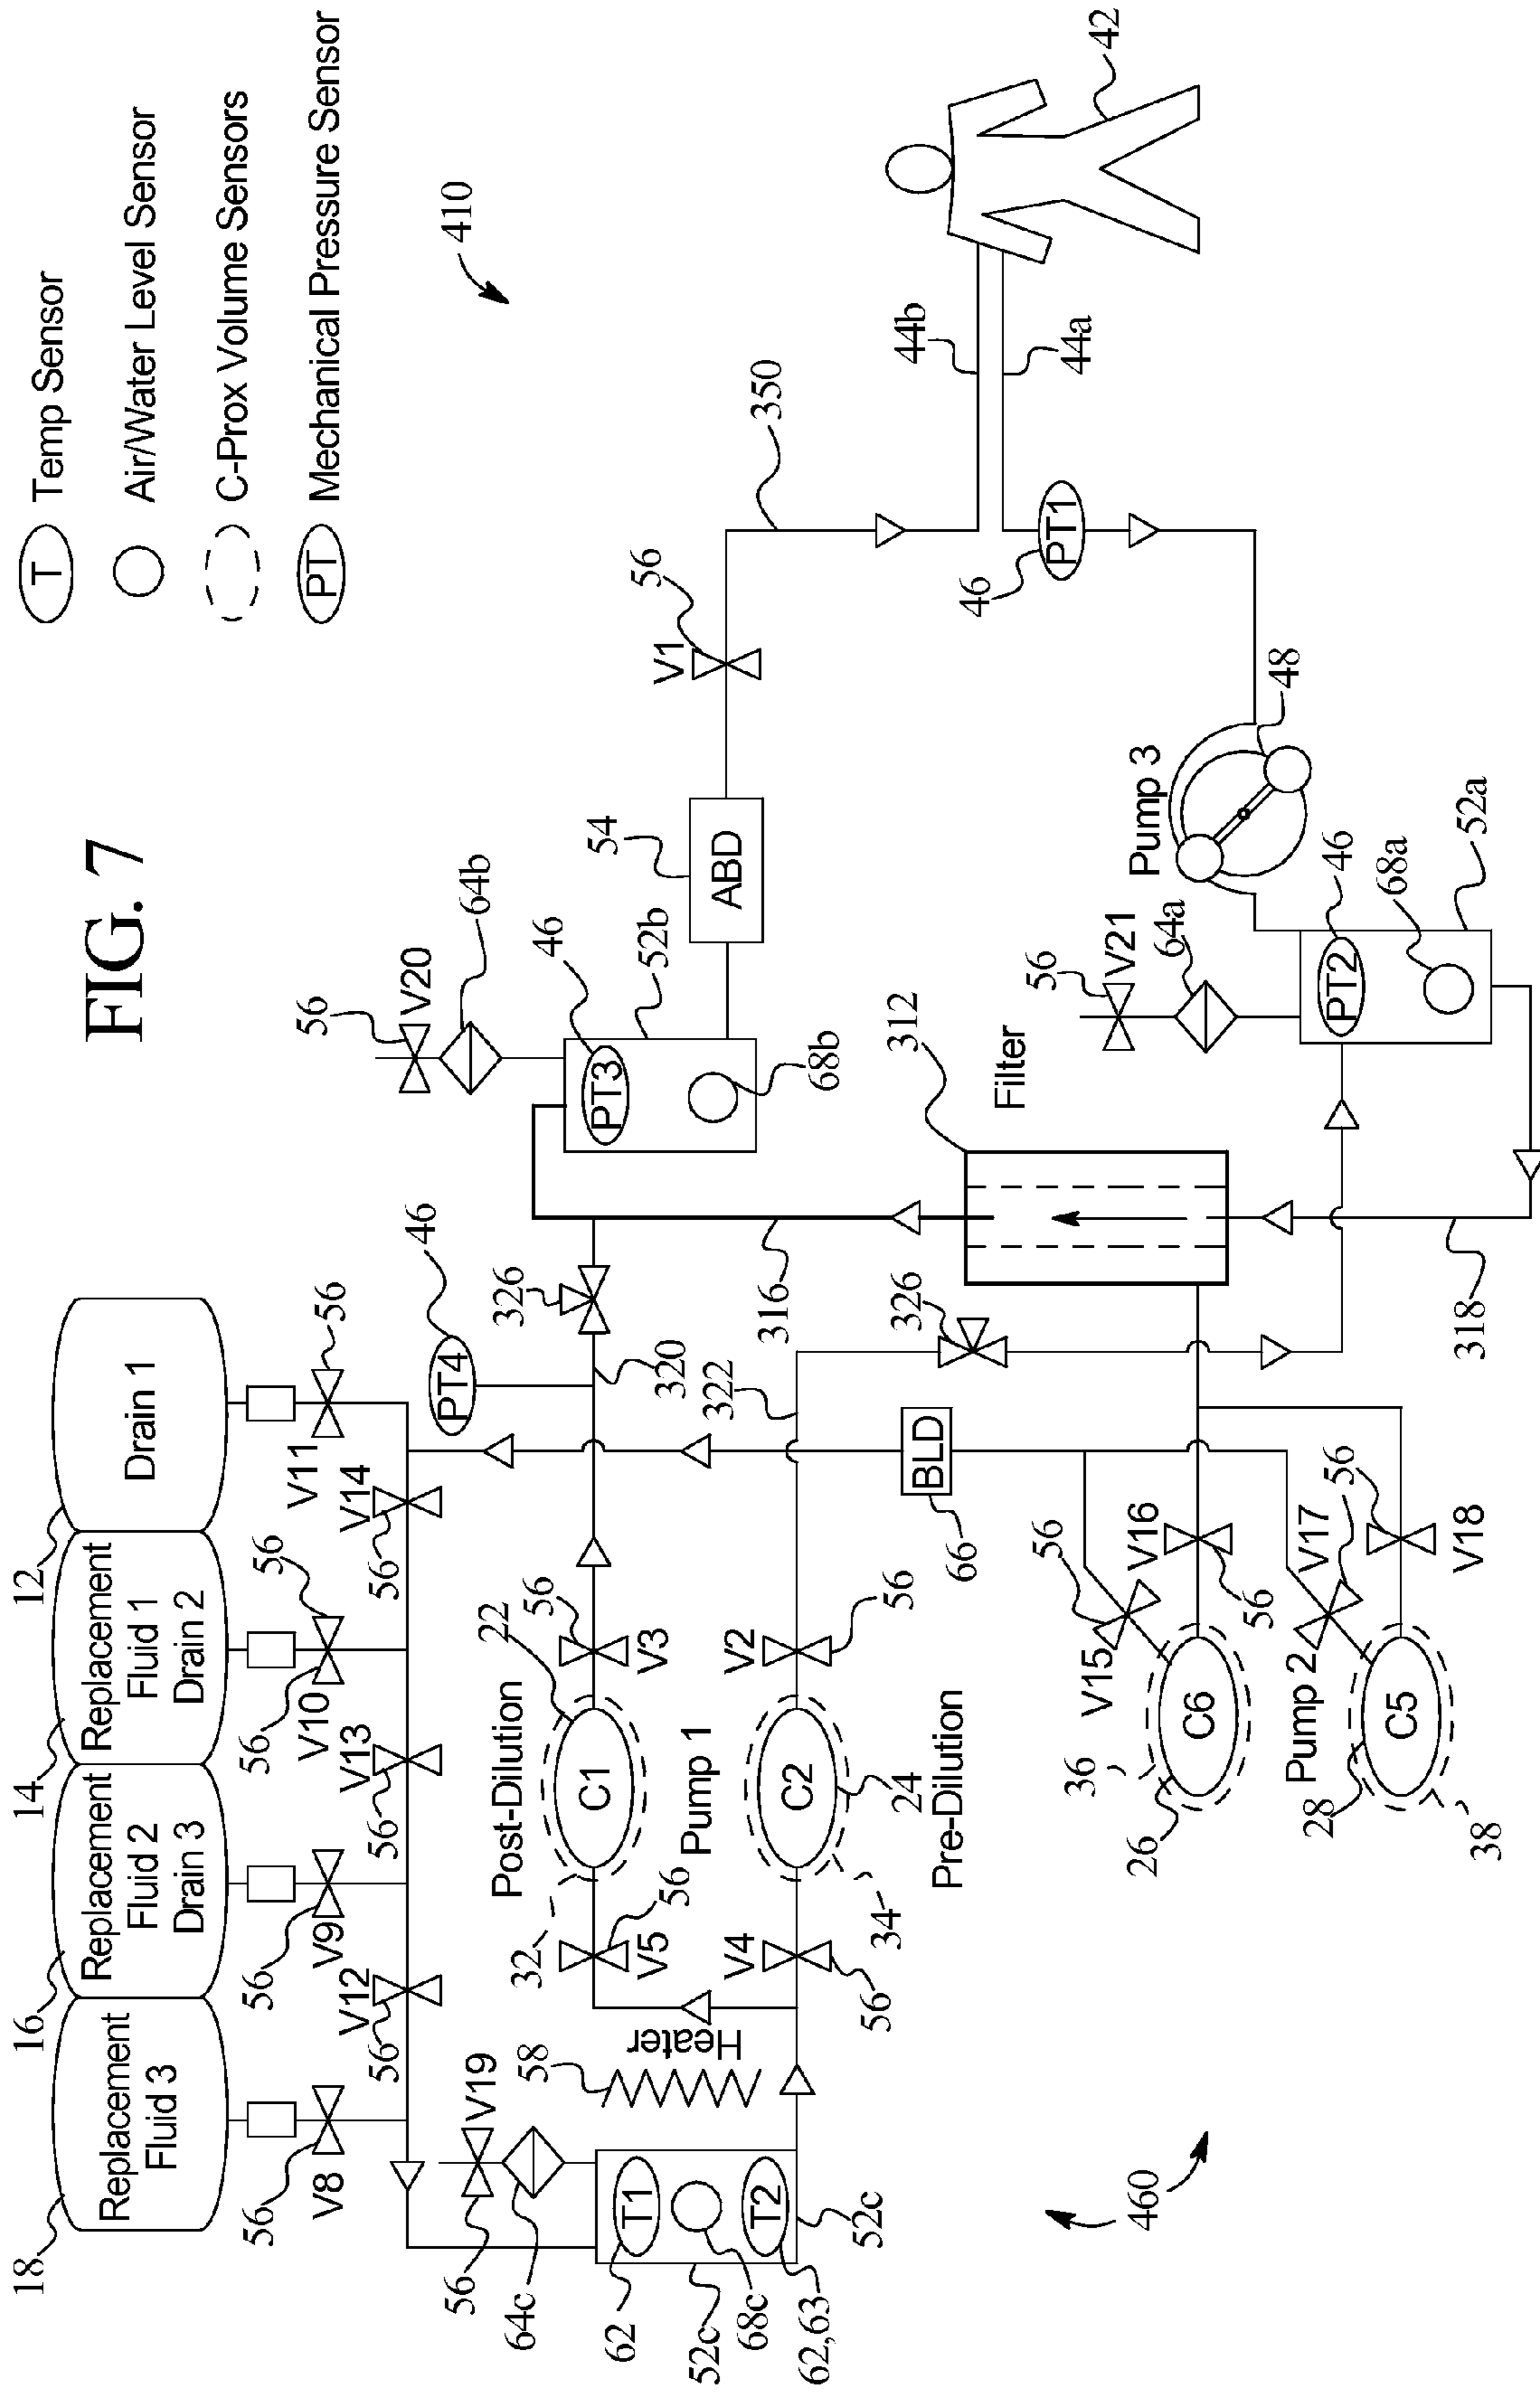 FIG. 7
T Temp Sensor
Air/Water Level Sensor
C-Prox Volume Sensors
PT Mechanical Pressure Sensor
410
18
16
14
12
Replacement
Fluid 3
Replacement
Fluid 2
Drain 3
Replacement
Fluid 1
Drain 2
Drain 1
56
V8
56
V9
56
V10
56
V11
56
V12
56
V13
56
V14
56
46
PT4
56
V20
64b
46
PT3
52b
68b
54
ABD
V1
56
350
44b
44a
42
46
PT1
56
V19
64c
58
Heater
62
T1
T2
52c
68c
62,63
52c
Post-Dilution
32
V5
56
C1
22
56
V3
Pump 1
320
326
316
V4
56
34
C2
24
V2
56
Pre-Dilution
322
326
66
BLD
312
Filter
318
56
V21
64a
Pump 3
48
46
PT2
68a
52a
56
V15
V16
56
36
C6
26
Pump 2
V17
56
V18
28
C5
38
460